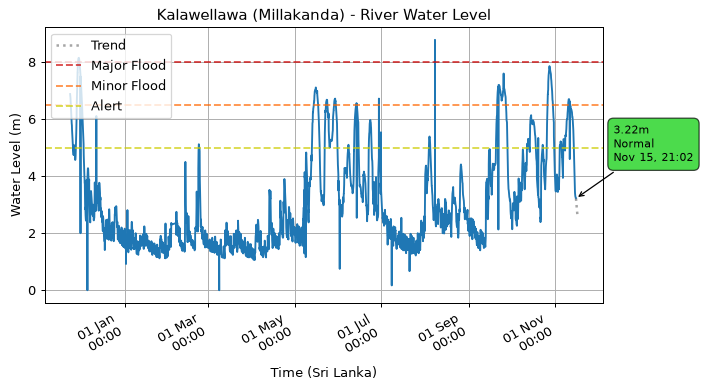 Kalawellawa (Millakanda) - River Water Level
Trend
Major Flood
Minor Flood
Alert
8
6
4
2
0
Water Level (m)
3.22m
Normal
Nov 15, 21:02
01 Jan
00:00
01 Mar
00:00
01 May
00:00
01 Jul
00:00
01 Sep
00:00
01 Nov
00:00
Time (Sri Lanka)